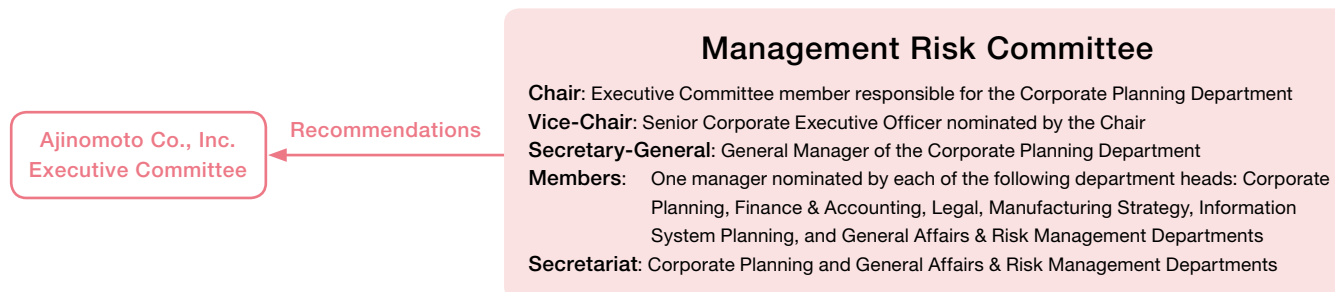 Management Risk Committee
Chair: Executive Committee member responsible for the Corporate Planning Department
Vice-Chair: Senior Corporate Executive Officer nominated by the Chair
Secretary-General: General Manager of the Corporate Planning Department
Members: One manager nominated by each of the following department heads: Corporate
Planning, Finance & Accounting, Legal, Manufacturing Strategy, Information
System Planning, and General Affairs & Risk Management Departments
Secretariat: Corporate Planning and General Affairs & Risk Management Departments
Recommendations
Ajinomoto Co., Inc.
Executive Committee